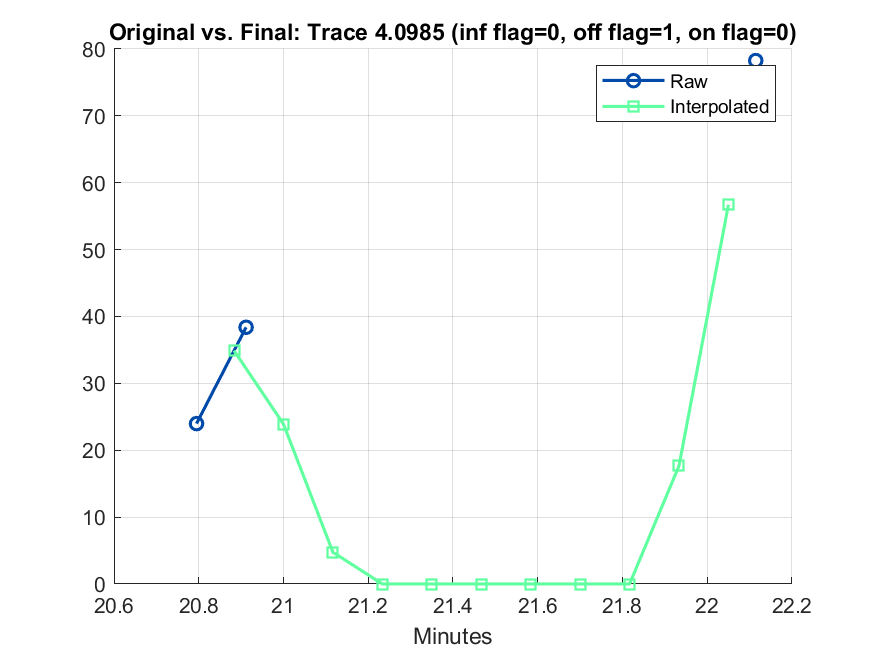 Original vs. Final: Trace 4.0985 (inf flag=0, off flag=1, on flag=0)
80
70
60
50
40
30
20
10
0
Raw
Interpolated
20.6 20.8 21 21.2 21.4 21.6 21.8 22 22.2
Minutes